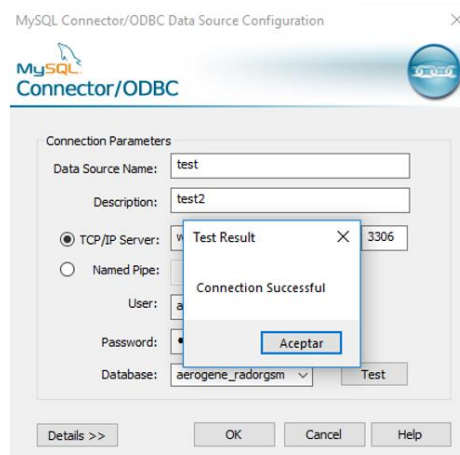 MySQL Connector/ODBC Data Source Configuration
MySQL
Connector/ODBC
Connection Parameters
Data Source Name: test
Description: test2
TCP/IP Server: 3306
Named Pipe:
User:
Password:
Database: aerogene_radorgsm Test
Test Result
Connection Successful
Aceptar
Details >> OK Cancel Help